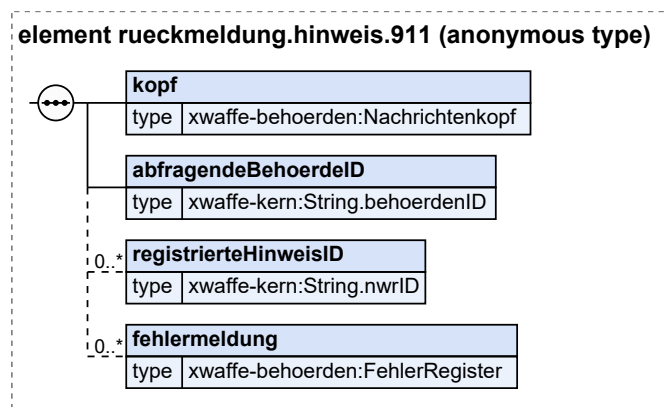 element rueckmeldung.hinweis.911 (anonymous type)
kopf
type xwaffe-behoerden:Nachrichtenkopf
abfragendeBehoerdeID
type xwaffe-kern:String.behoerdenID
0..* registrierteHinweisID
type xwaffe-kern:String.nwrID
0..* fehlermeldung
type xwaffe-behoerden:FehlerRegister